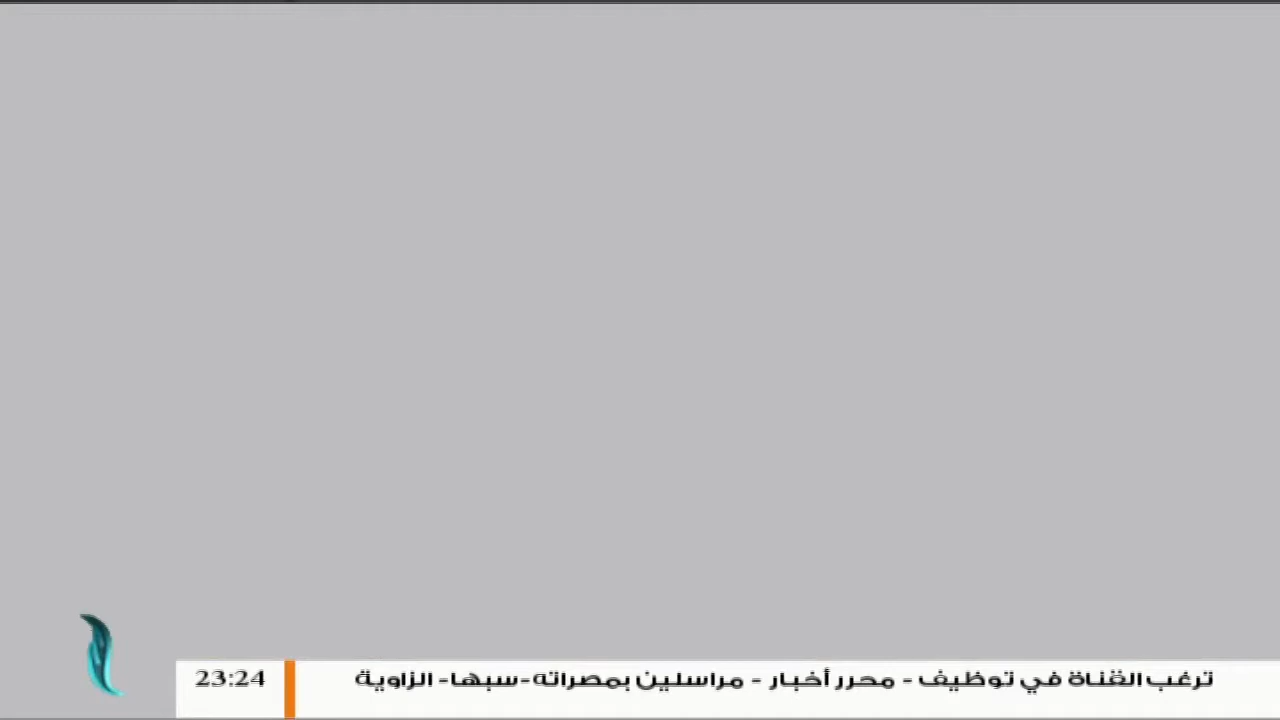 ترغب القناة في توظيف - محرر أخبار - مراسلين بمصراته-سبها- الزاوية
23:24